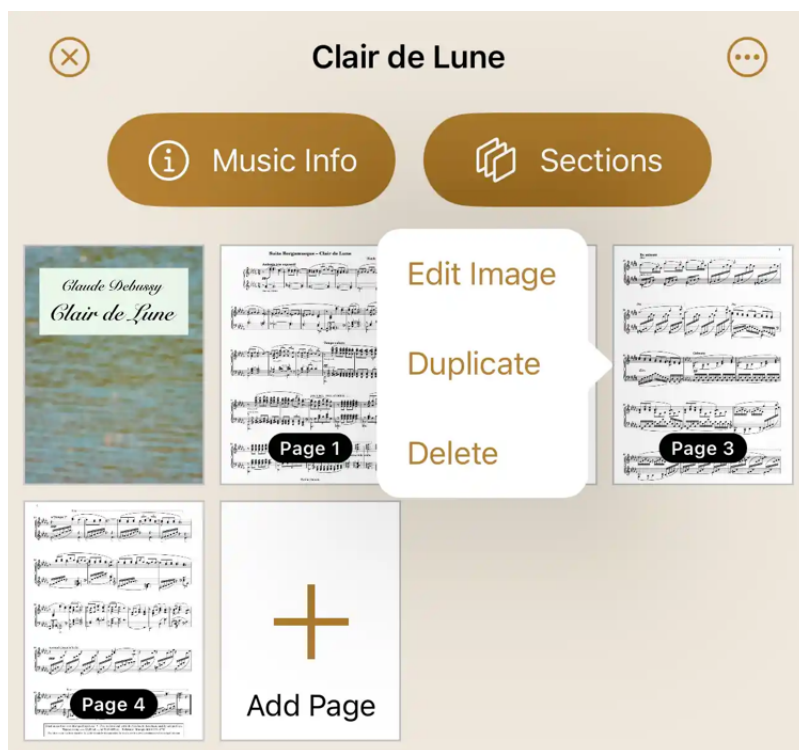 Clair de Lune
Music Info
Sections
Claude Debussy
Clair de Lune
Suite Bergamasque - Clair de Lune
Page 1
Edit Image
Duplicate
Delete
Page 3
Page 4
Add Page